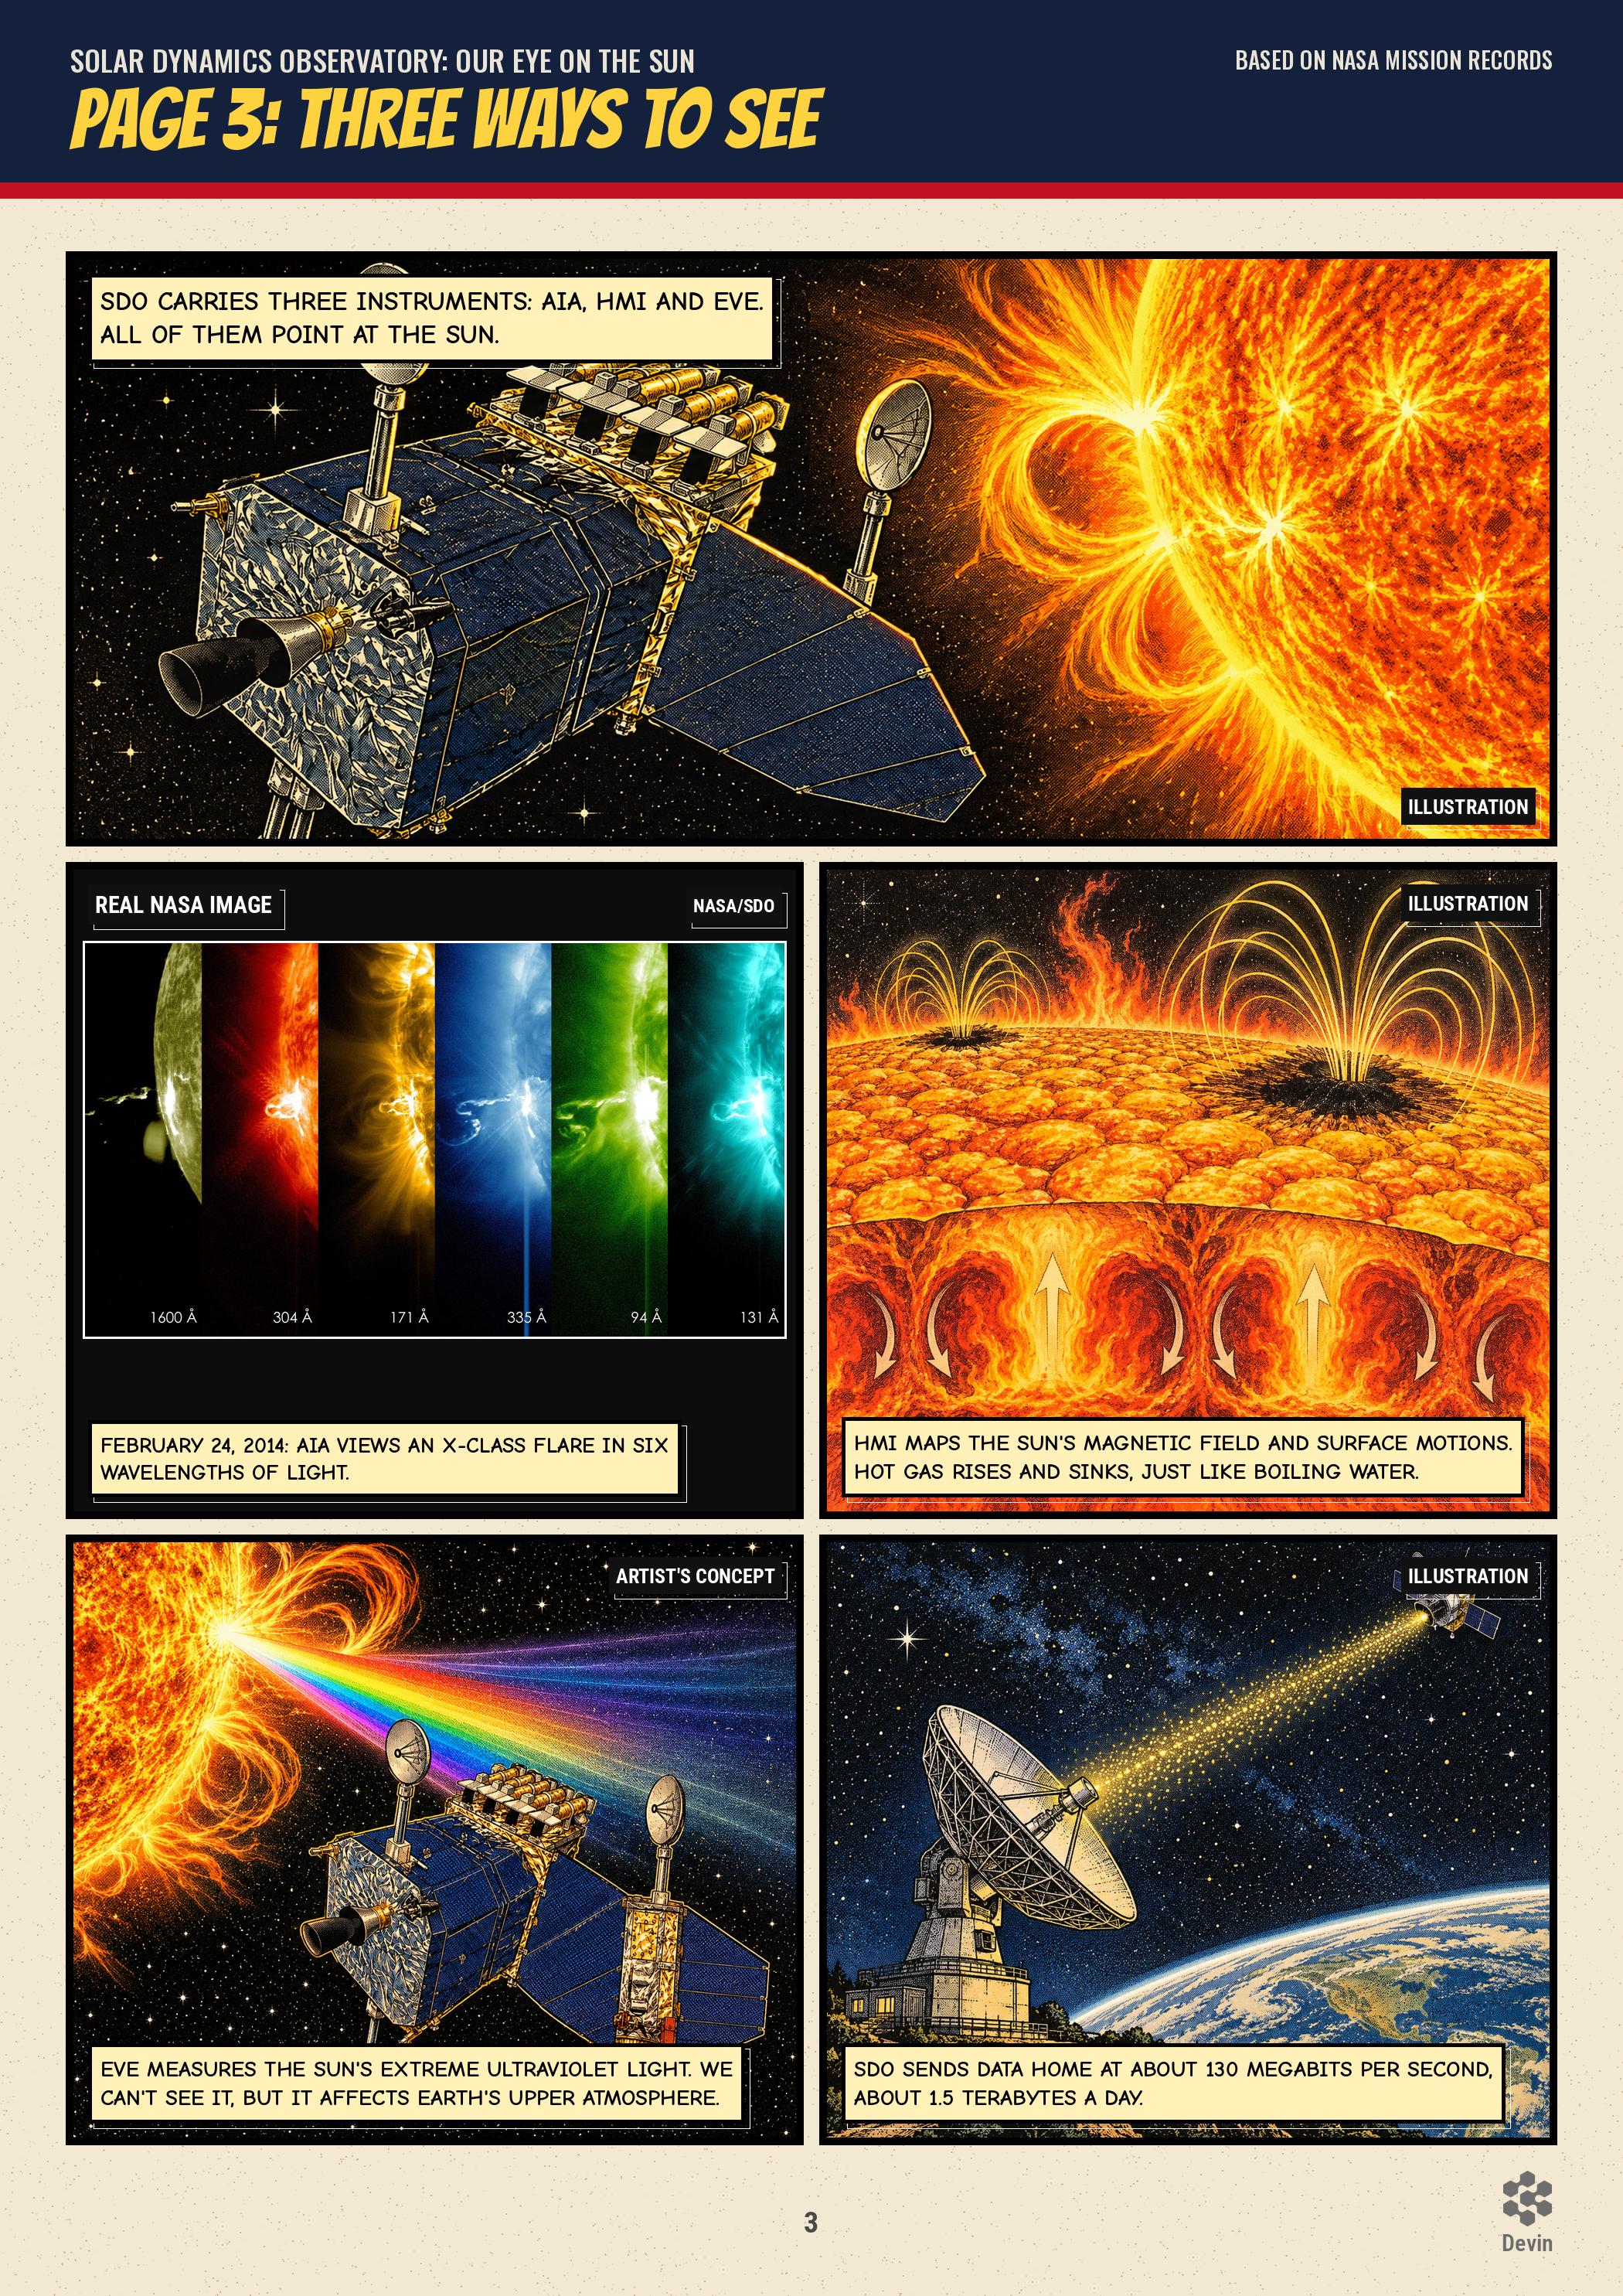 SOLAR DYNAMICS OBSERVATORY: OUR EYE ON THE SUN
BASED ON NASA MISSION RECORDS
PAGE 3: THREE WAYS TO SEE
SDO CARRIES THREE INSTRUMENTS: AIA, HMI AND EVE.
ALL OF THEM POINT AT THE SUN.
ILLUSTRATION
REAL NASA IMAGE
NASA/SDO
1600 Å
304 Å
171 Å
335 Å
94 Å
131 Å
FEBRUARY 24, 2014: AIA VIEWS AN X-CLASS FLARE IN SIX
WAVELENGTHS OF LIGHT.
ILLUSTRATION
HMI MAPS THE SUN'S MAGNETIC FIELD AND SURFACE MOTIONS.
HOT GAS RISES AND SINKS, JUST LIKE BOILING WATER.
ARTIST'S CONCEPT
EVE MEASURES THE SUN'S EXTREME ULTRAVIOLET LIGHT. WE
CAN'T SEE IT, BUT IT AFFECTS EARTH'S UPPER ATMOSPHERE.
ILLUSTRATION
SDO SENDS DATA HOME AT ABOUT 130 MEGABITS PER SECOND,
ABOUT 1.5 TERABYTES A DAY.
3
Devin